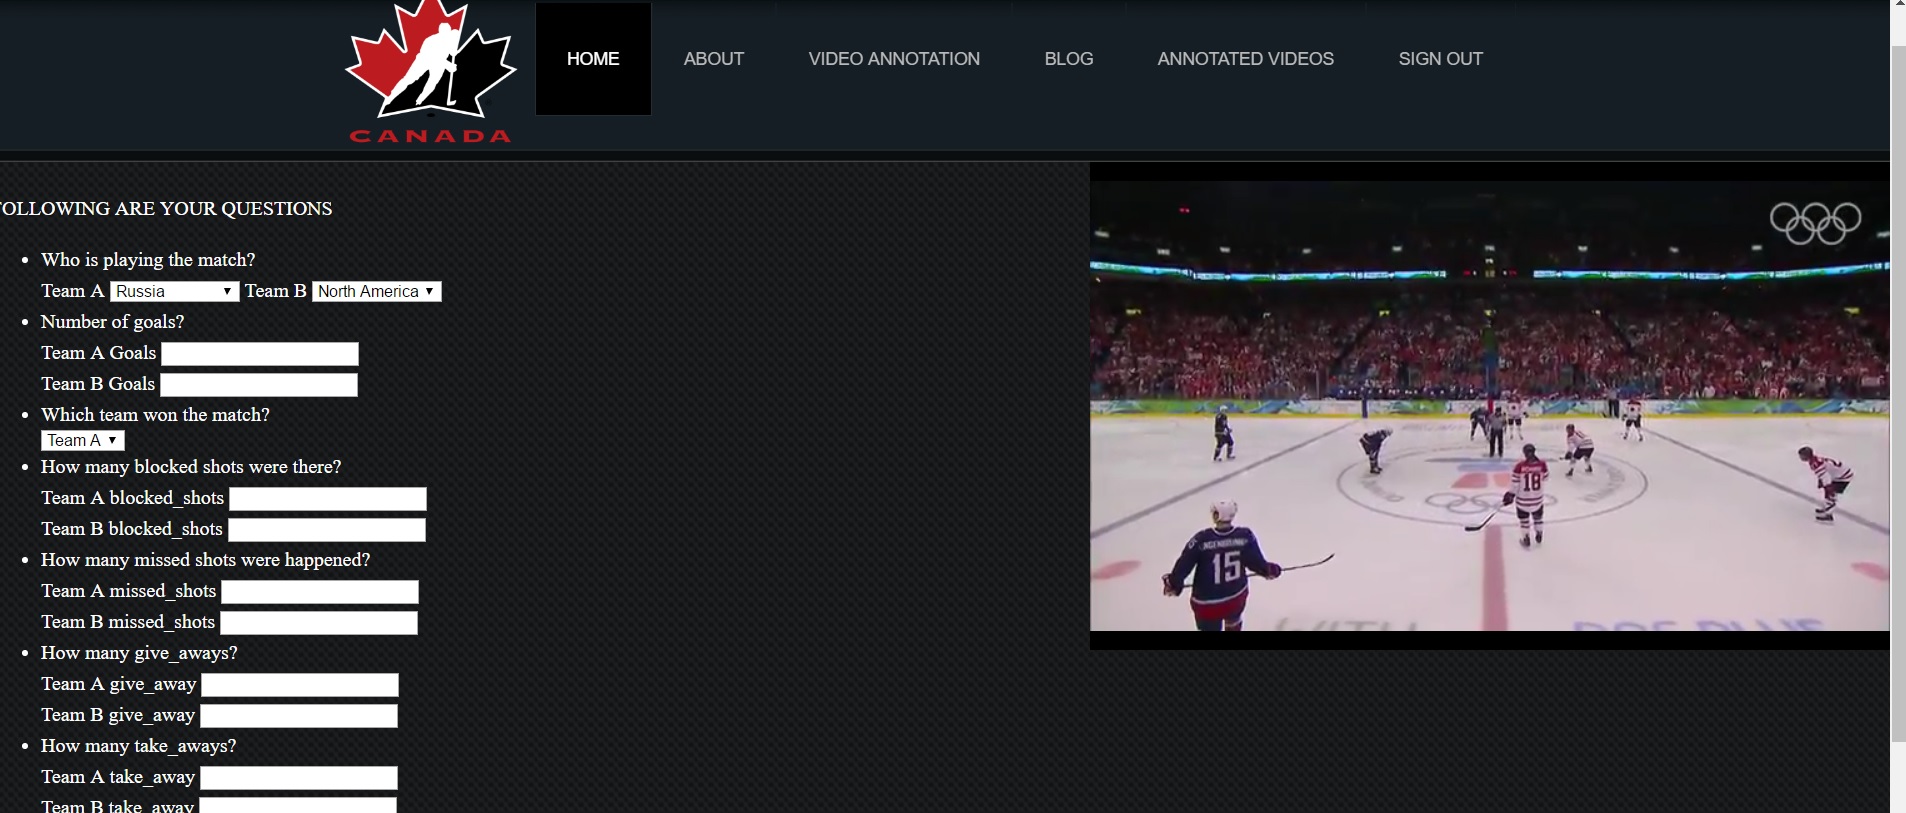 CANADA
HOME ABOUT VIDEO ANNOTATION BLOG ANNOTATED VIDEOS SIGN OUT
FOLLOWING ARE YOUR QUESTIONS
• Who is playing the match?
Team A Russia Team B North America
• Number of goals?
Team A Goals
Team B Goals
• Which team won the match?
Team A
• How many blocked shots were there?
Team A blocked_shots
Team B blocked_shots
• How many missed shots were happened?
Team A missed_shots
Team B missed_shots
• How many give_aways?
Team A give_away
Team B give_away
• How many take_aways?
Team A take_away
Team B take_away
18
15